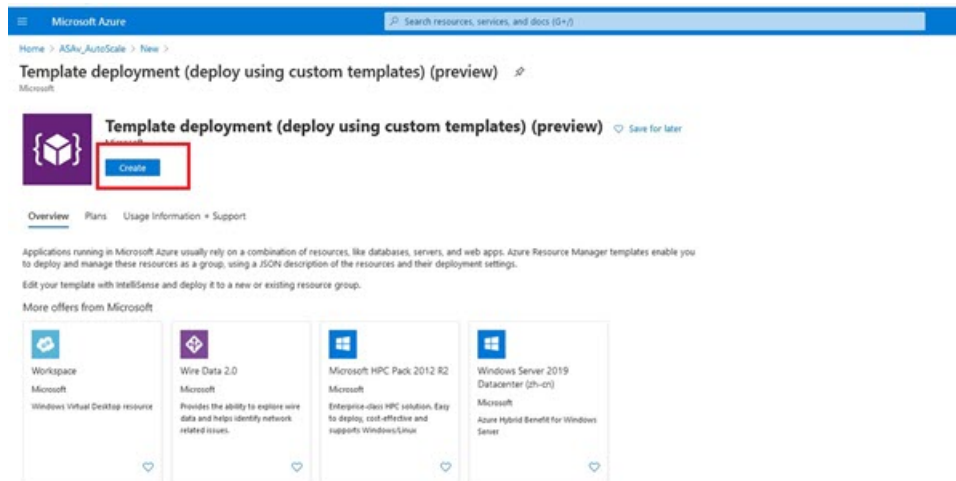 Microsoft Azure
Search resources, services, and docs (G+/)
Home > ASAv_AutoScale > New >
Template deployment (deploy using custom templates) (preview)
Microsoft
Template deployment (deploy using custom templates) (preview)
Save for later
Microsoft
Create
Overview Plans Usage Information + Support
Applications running in Microsoft Azure usually rely on a combination of resources, like databases, servers, and web apps. Azure Resource Manager templates enable you
to deploy and manage these resources as a group, using a JSON description of the resources and their deployment settings.
Edit your template with IntelliSense and deploy it to a new or existing resource group.
More offers from Microsoft
Workspace
Microsoft
Windows Virtual Desktop resource
Wire Data 2.0
Microsoft
Provides the ability to explore wire
data and helps identify network
related issues.
Microsoft HPC Pack 2012 R2
Microsoft
Enterprise-class HPC solution. Easy
to deploy, cost-effective and
supports Windows/Linux
Windows Server 2019
Datacenter (zh-cn)
Microsoft
Azure Hybrid Benefit for Windows
Server